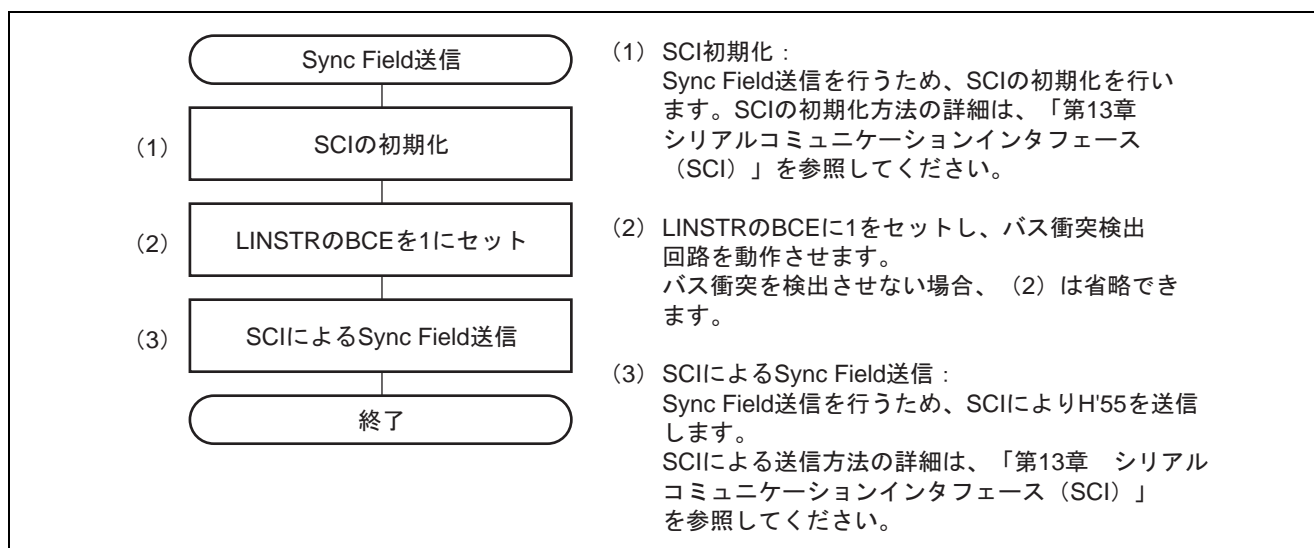 Sync Field送信
(1)
SCIの初期化
(2)
LINSTRのBCEを1にセット
(3)
SCIによるSync Field送信
終了
(1) SCI初期化：
Sync Field送信を行うため、SCIの初期化を行い
ます。SCIの初期化方法の詳細は、「第13章
シリアルコミュニケーションインタフェース
（SCI）」を参照してください。
(2) LINSTRのBCEに1をセットし、バス衝突検出
回路を動作させます。
バス衝突を検出させない場合、（2）は省略でき
ます。
(3) SCIによるSync Field送信：
Sync Field送信を行うため、SCIによりH'55を送信
します。
SCIによる送信方法の詳細は、「第13章　シリアル
コミュニケーションインタフェース（SCI）」
を参照してください。